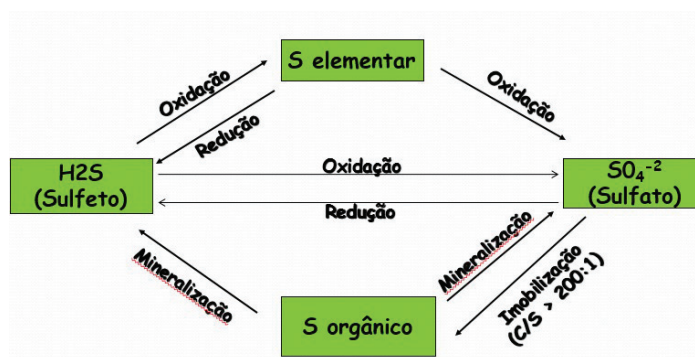 S elementar
Oxidação
Oxidação
Redução
H2S
(Sulfeto)
Oxidação
SO₄⁻²
(Sulfato)
Redução
Mineralização
Mineralização
Imobilização
(C/S > 200:1)
S orgânico